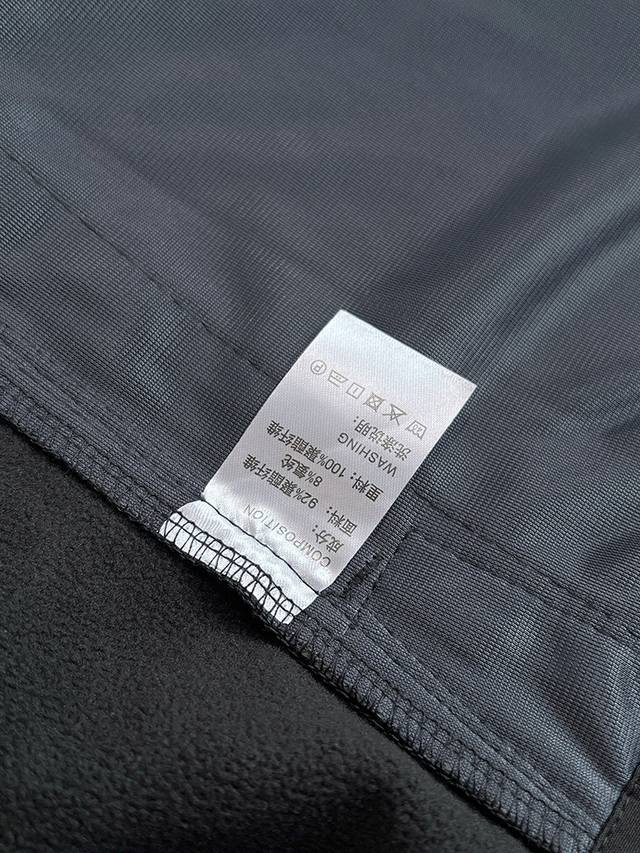 COMPOSITION
成分:
面料: 92%聚酯纤维
8%氨纶
里料: 100%聚酯纤维
WASHING
洗涤说明: